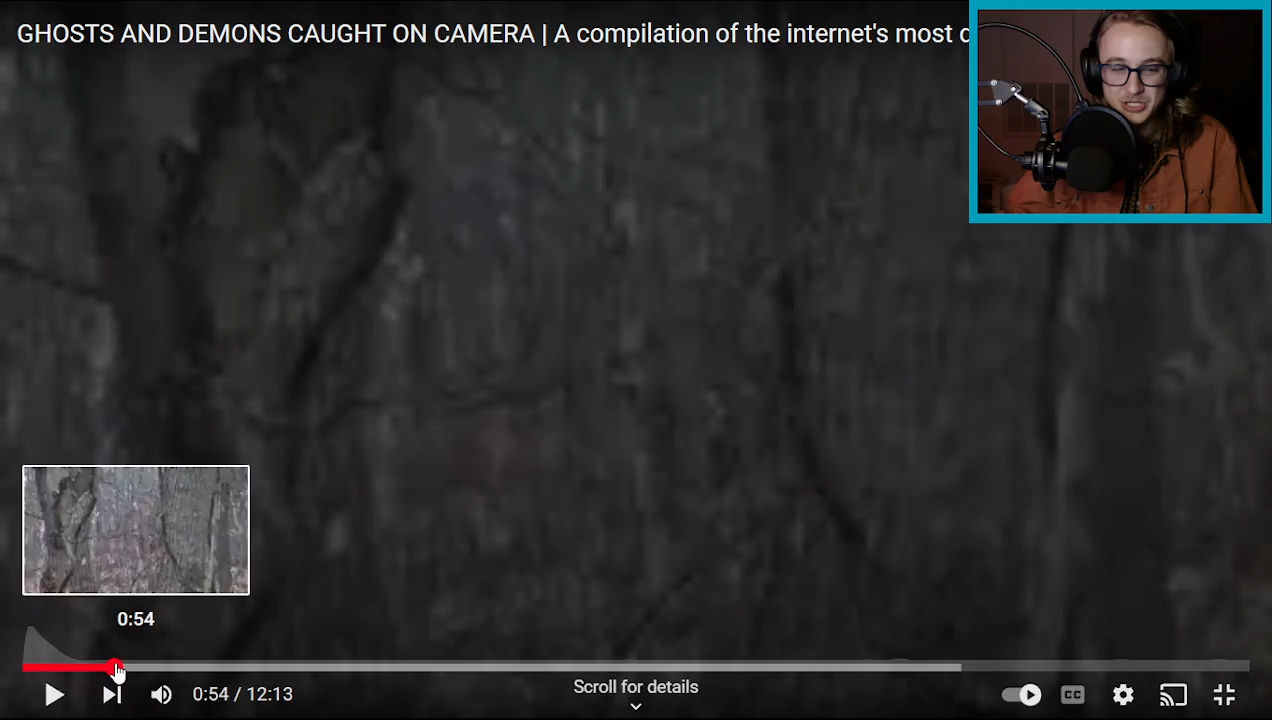 GHOSTS AND DEMONS CAUGHT ON CAMERA | A compilation of the internet's most c
0:54
0:54 / 12:13
Scroll for details
CC